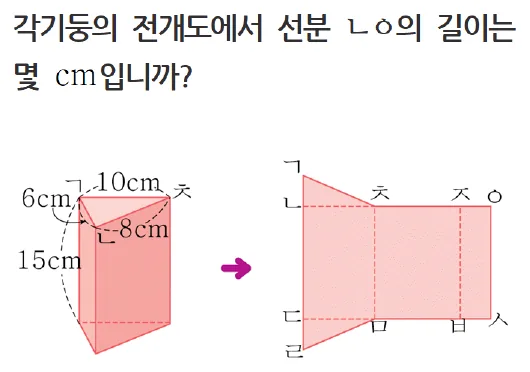 각기둥의 전개도에서 선분 ㄴㅇ의 길이는
몇 cm입니까?
ㄱ 10cm ㅊ
6cm
ㄴ 8cm
15cm
ㄱ
ㄴ ㅊ ㅈ ㅇ
ㄷ ㅁ ㅂ ㅅ
ㄹ